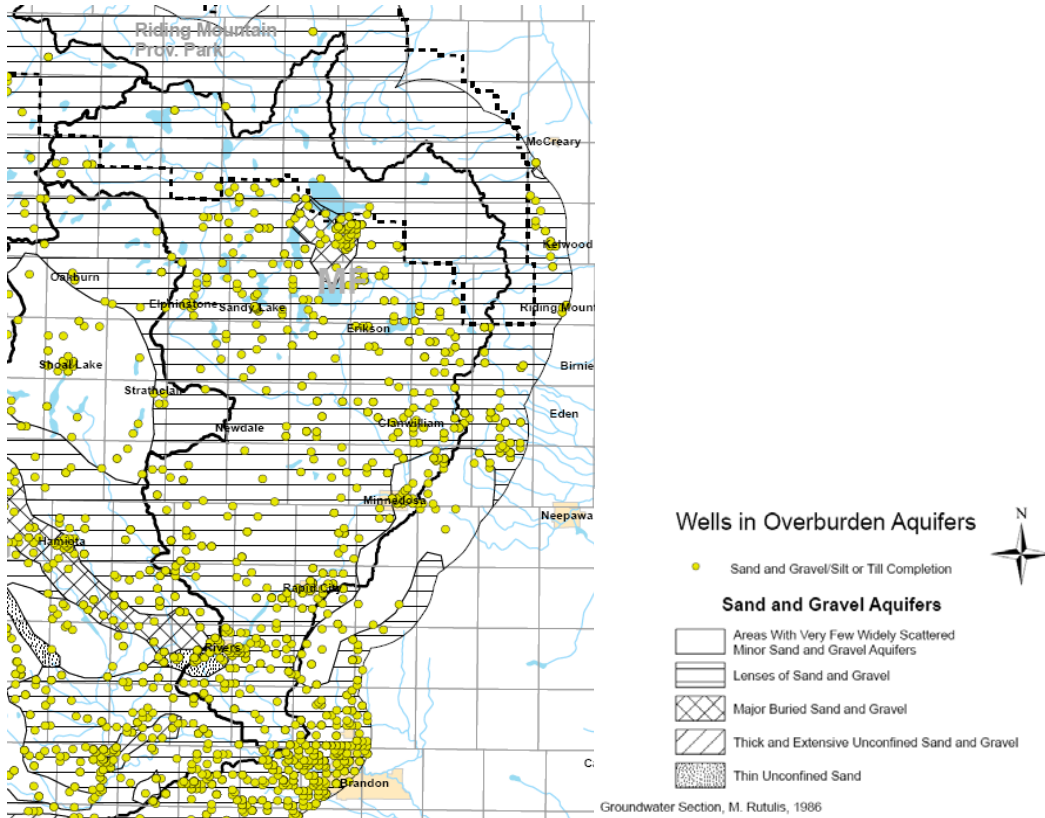 Riding Mountain
Prov. Park
McCreary
Kelwood
Oakburn
MF
Elphinstone
Sandy Lake
Riding Mount
Erikson
Shoal Lake
Birnie
Strathclair
Eden
Newdale
Clanwilliam
Minnedosa
Neepawa
Hamiota
Rapid City
Rivers
Brandon
Ca
Wells in Overburden Aquifers
N
Sand and Gravel/Silt or Till Completion
Sand and Gravel Aquifers
Areas With Very Few Widely Scattered
Minor Sand and Gravel Aquifers
Lenses of Sand and Gravel
Major Buried Sand and Gravel
Thick and Extensive Unconfined Sand and Gravel
Thin Unconfined Sand
Groundwater Section, M. Rutulis, 1986